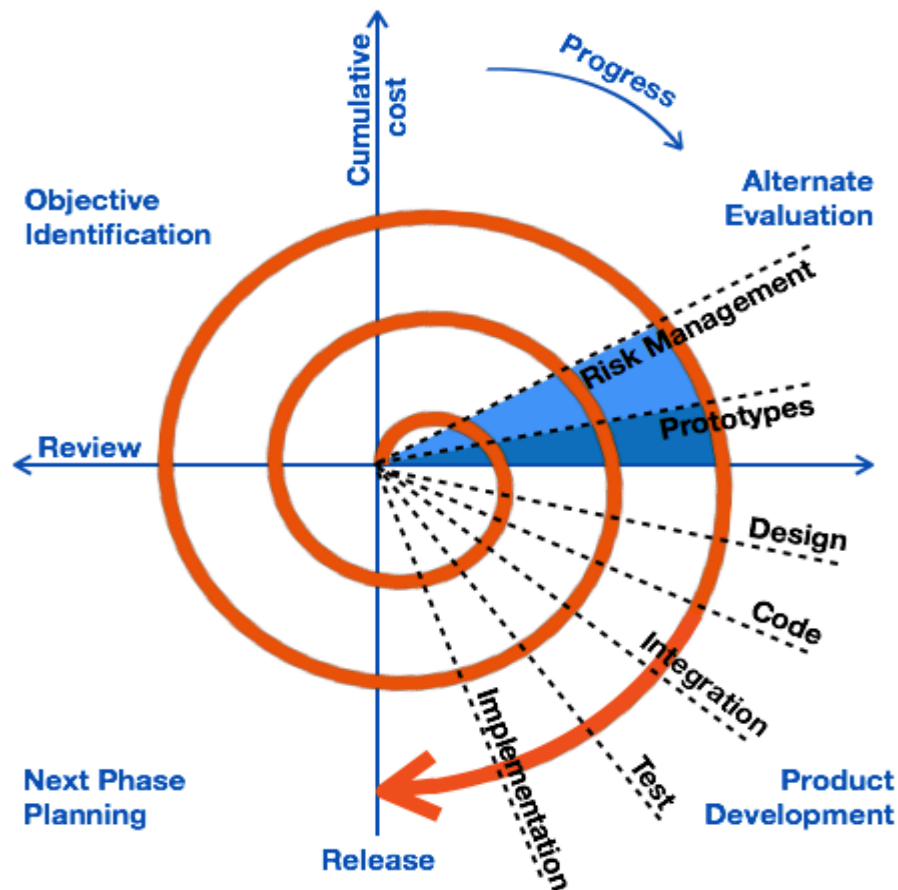 Cumulative
cost
Progress
Objective
Identification
Alternate
Evaluation
Risk Management
Prototypes
Review
Design
Code
Integration
Test
Implementation
Next Phase
Planning
Product
Development
Release